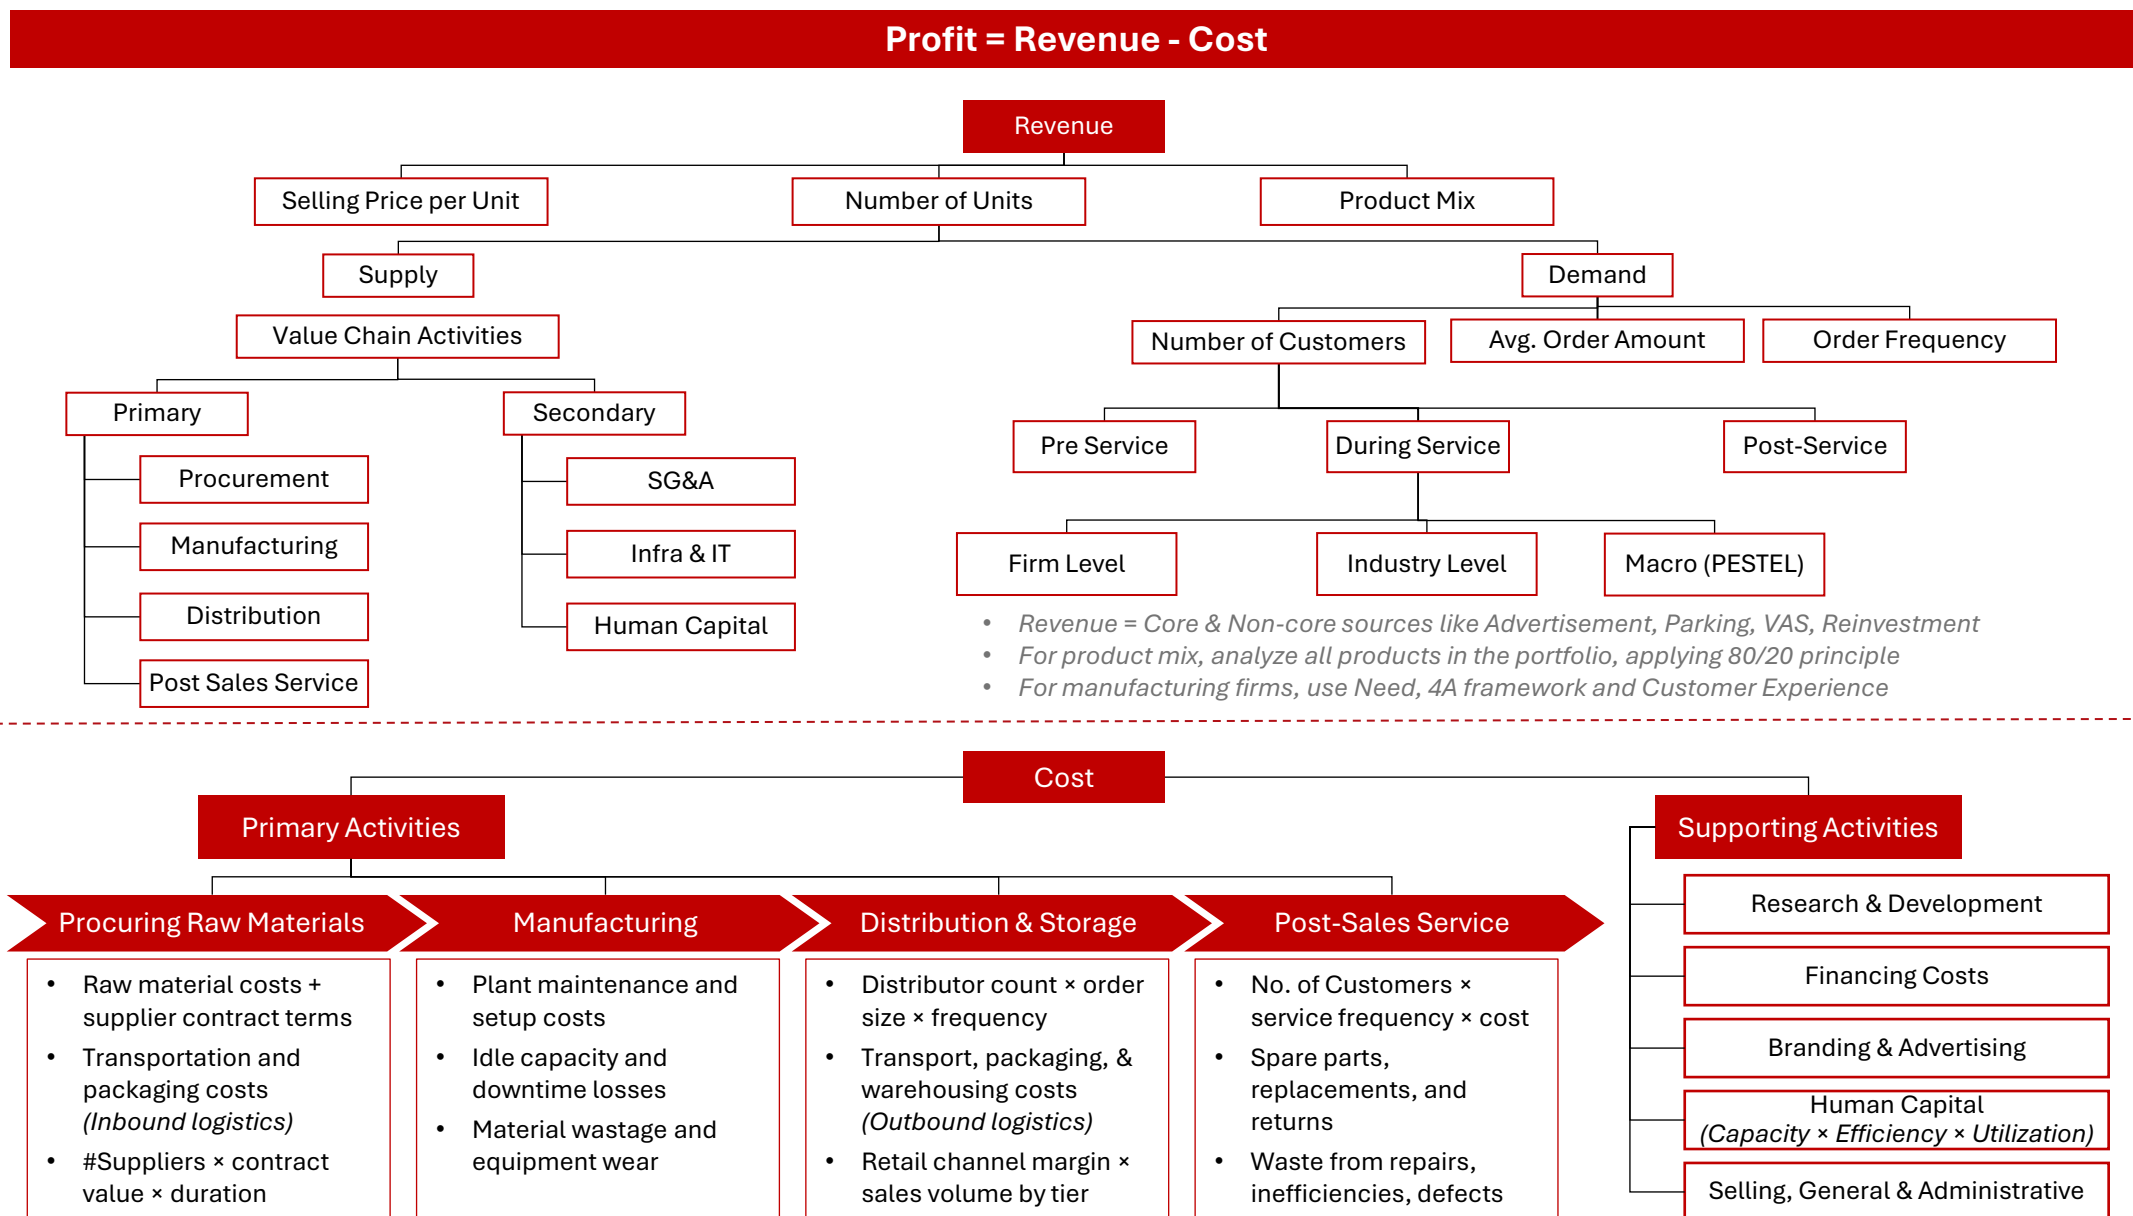 Profit = Revenue - Cost
Revenue
Selling Price per Unit
Number of Units
Product Mix
Supply
Demand
Value Chain Activities
Number of Customers
Avg. Order Amount
Order Frequency
Primary
Secondary
Pre Service
During Service
Post-Service
Procurement
Manufacturing
Distribution
Post Sales Service
SG&A
Infra & IT
Human Capital
Firm Level
Industry Level
Macro (PESTEL)
• Revenue = Core & Non-core sources like Advertisement, Parking, VAS, Reinvestment
• For product mix, analyze all products in the portfolio, applying 80/20 principle
• For manufacturing firms, use Need, 4A framework and Customer Experience
Cost
Primary Activities
Supporting Activities
Procuring Raw Materials
• Raw material costs +
supplier contract terms
• Transportation and
packaging costs
(Inbound logistics)
• #Suppliers × contract
value × duration
Manufacturing
• Plant maintenance and
setup costs
• Idle capacity and
downtime losses
• Material wastage and
equipment wear
Distribution & Storage
• Distributor count × order
size × frequency
• Transport, packaging, &
warehousing costs
(Outbound logistics)
• Retail channel margin ×
sales volume by tier
Post-Sales Service
• No. of Customers ×
service frequency × cost
• Spare parts,
replacements, and
returns
• Waste from repairs,
inefficiencies, defects
Research & Development
Financing Costs
Branding & Advertising
Human Capital
(Capacity × Efficiency × Utilization)
Selling, General & Administrative